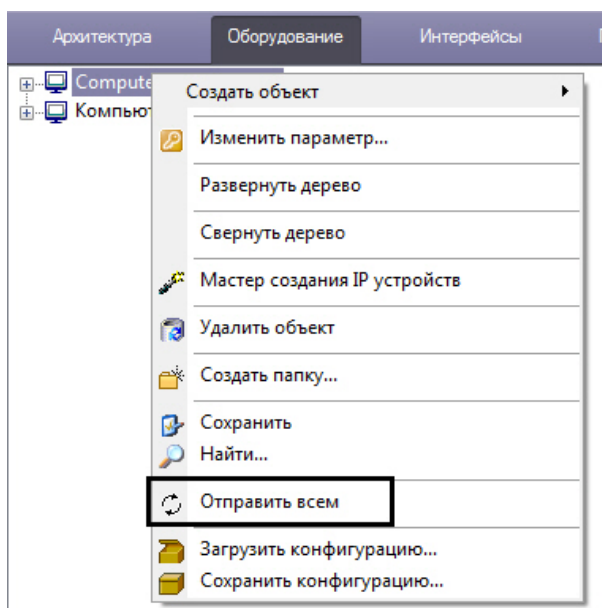 Архитектура Оборудование Интерфейсы
Compute
Создать объект
Компьют
Изменить параметр...
Развернуть дерево
Свернуть дерево
Мастер создания IP устройств
Удалить объект
Создать папку...
Сохранить
Найти...
Отправить всем
Загрузить конфигурацию...
Сохранить конфигурацию...